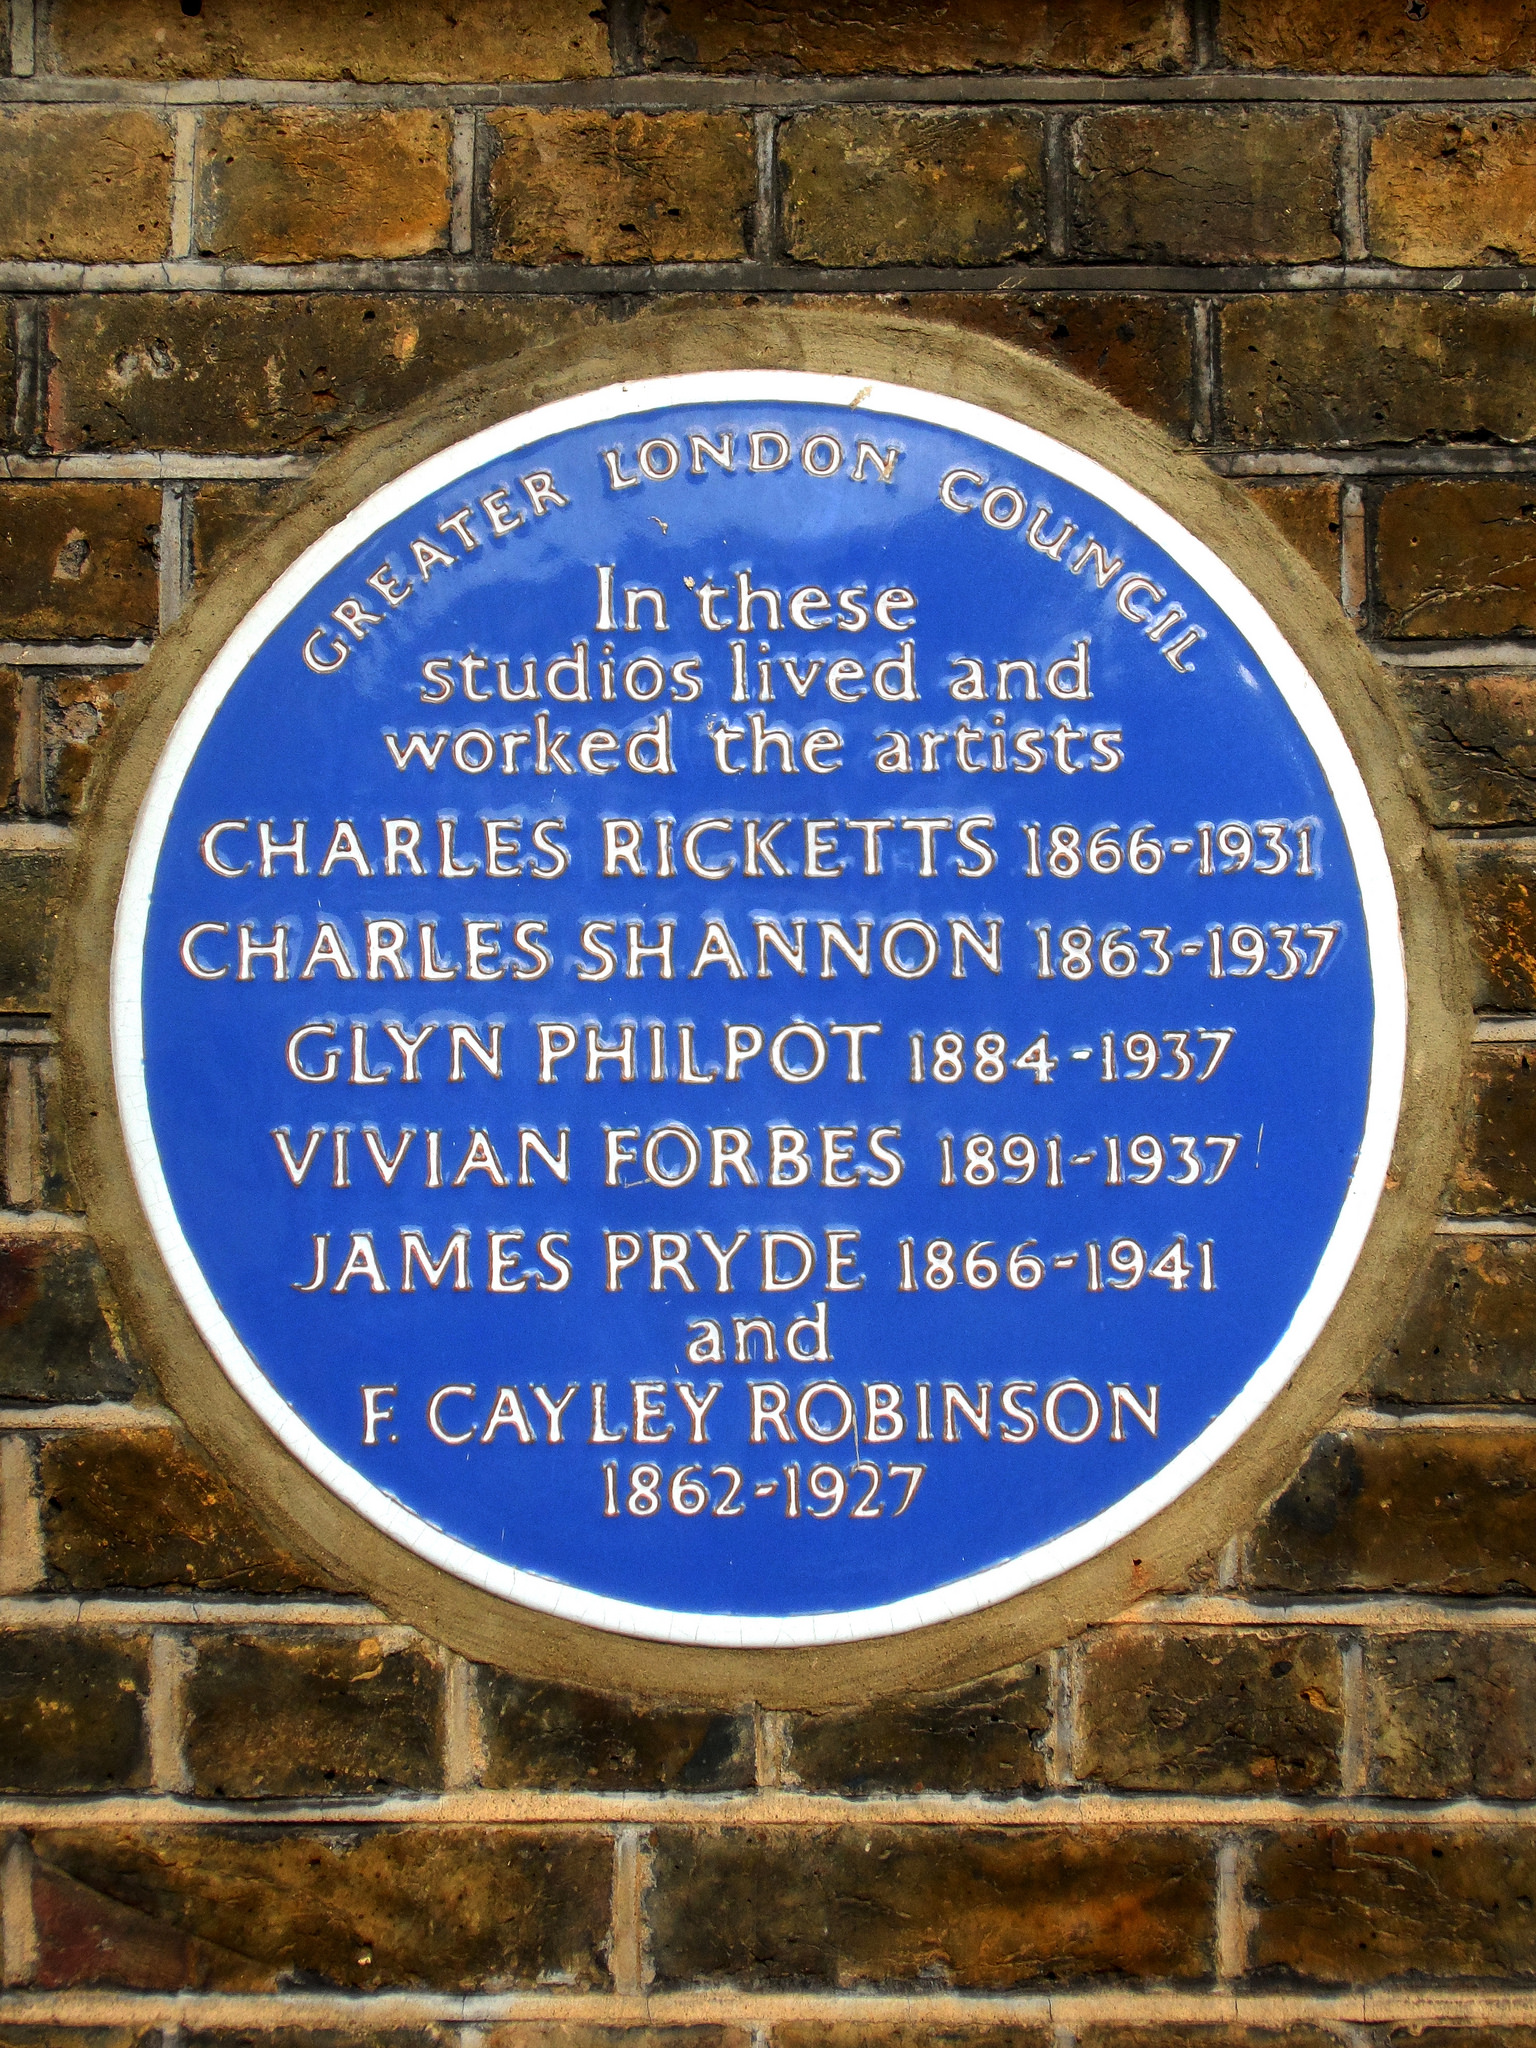 GREATER LONDON COUNCIL
In these
studios lived and
worked the artists
CHARLES RICKETTS 1866-1931
CHARLES SHANNON 1863-1937
GLYN PHILPOT 1884-1937
VIVIAN FORBES 1891-1937
JAMES PRYDE 1866-1941
and
F. CAYLEY ROBINSON
1862-1927